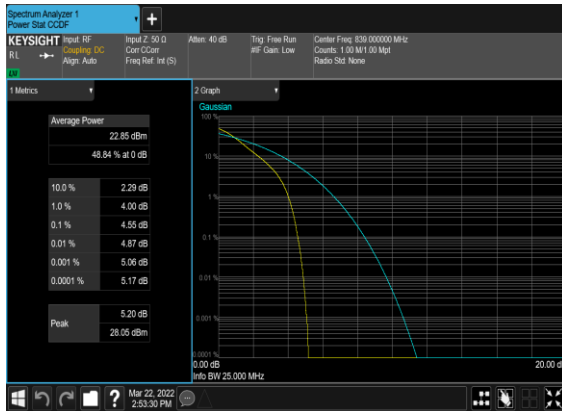 Spectrum Analyzer 1
Power Stat CCDF
+
KEYSIGHT
RL
Input: RF
Coupling: DC
Align: Auto
Input Z: 50 Ω
Corr CCorr
Freq Ref: Int (S)
Atten: 40 dB
Trig: Free Run
#IF Gain: Low
Center Freq: 839.000000 MHz
Counts: 1.00 M/1.00 Mpt
Radio Std: None
1 Metrics
Average Power
22.85 dBm
48.84 % at 0 dB
10.0 % 2.29 dB
1.0 % 4.00 dB
0.1 % 4.55 dB
0.01 % 4.87 dB
0.001 % 5.06 dB
0.0001 % 5.17 dB
Peak
5.20 dB
28.05 dBm
2 Graph
Gaussian
100 %
10 %
1 %
0.1 %
0.01 %
0.001 %
0.0001 %
0.00 dB
20.00 d
Info BW 25.000 MHz
?
Mar 22, 2022
2:53:30 PM